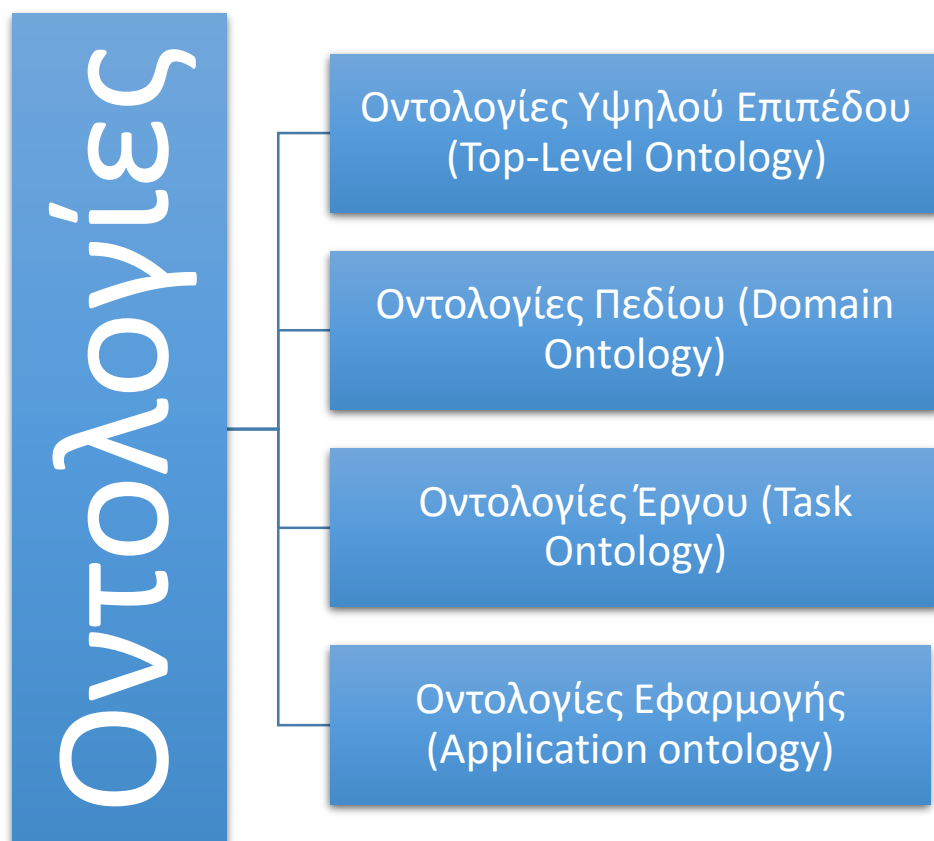 Οντολογίες
Οντολογίες Υψηλού Επιπέδου
(Top-Level Ontology)
Οντολογίες Πεδίου (Domain
Ontology)
Οντολογίες Έργου (Task
Ontology)
Οντολογίες Εφαρμογής
(Application ontology)